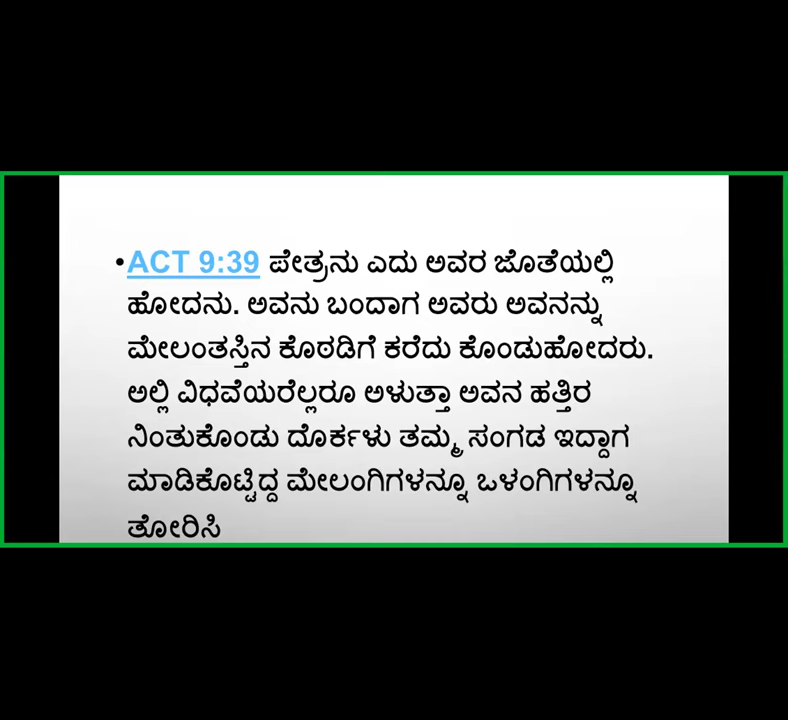 •ACT 9:39 ಪೇತ್ರನು ಎದು ಅವರ ಜೊತೆಯಲ್ಲಿ
ಹೋದನು. ಅವನು ಬಂದಾಗ ಅವರು ಅವನನ್ನು
ಮೇಲಂತಸ್ತಿನ ಕೊಠಡಿಗೆ ಕರೆದು ಕೊಂಡುಹೋದರು.
ಅಲ್ಲಿ ವಿಧವೆಯರೆಲ್ಲರೂ ಅಳುತ್ತಾ ಅವನ ಹತ್ತಿರ
ನಿಂತುಕೊಂಡು ದೊರ್ಕಳು ತಮ್ಮ ಸಂಗಡ ಇದ್ದಾಗ
ಮಾಡಿಕೊಟ್ಟಿದ್ದ ಮೇಲಂಗಿಗಳನ್ನೂ ಒಳಂಗಿಗಳನ್ನೂ
ತೋರಿಸಿ